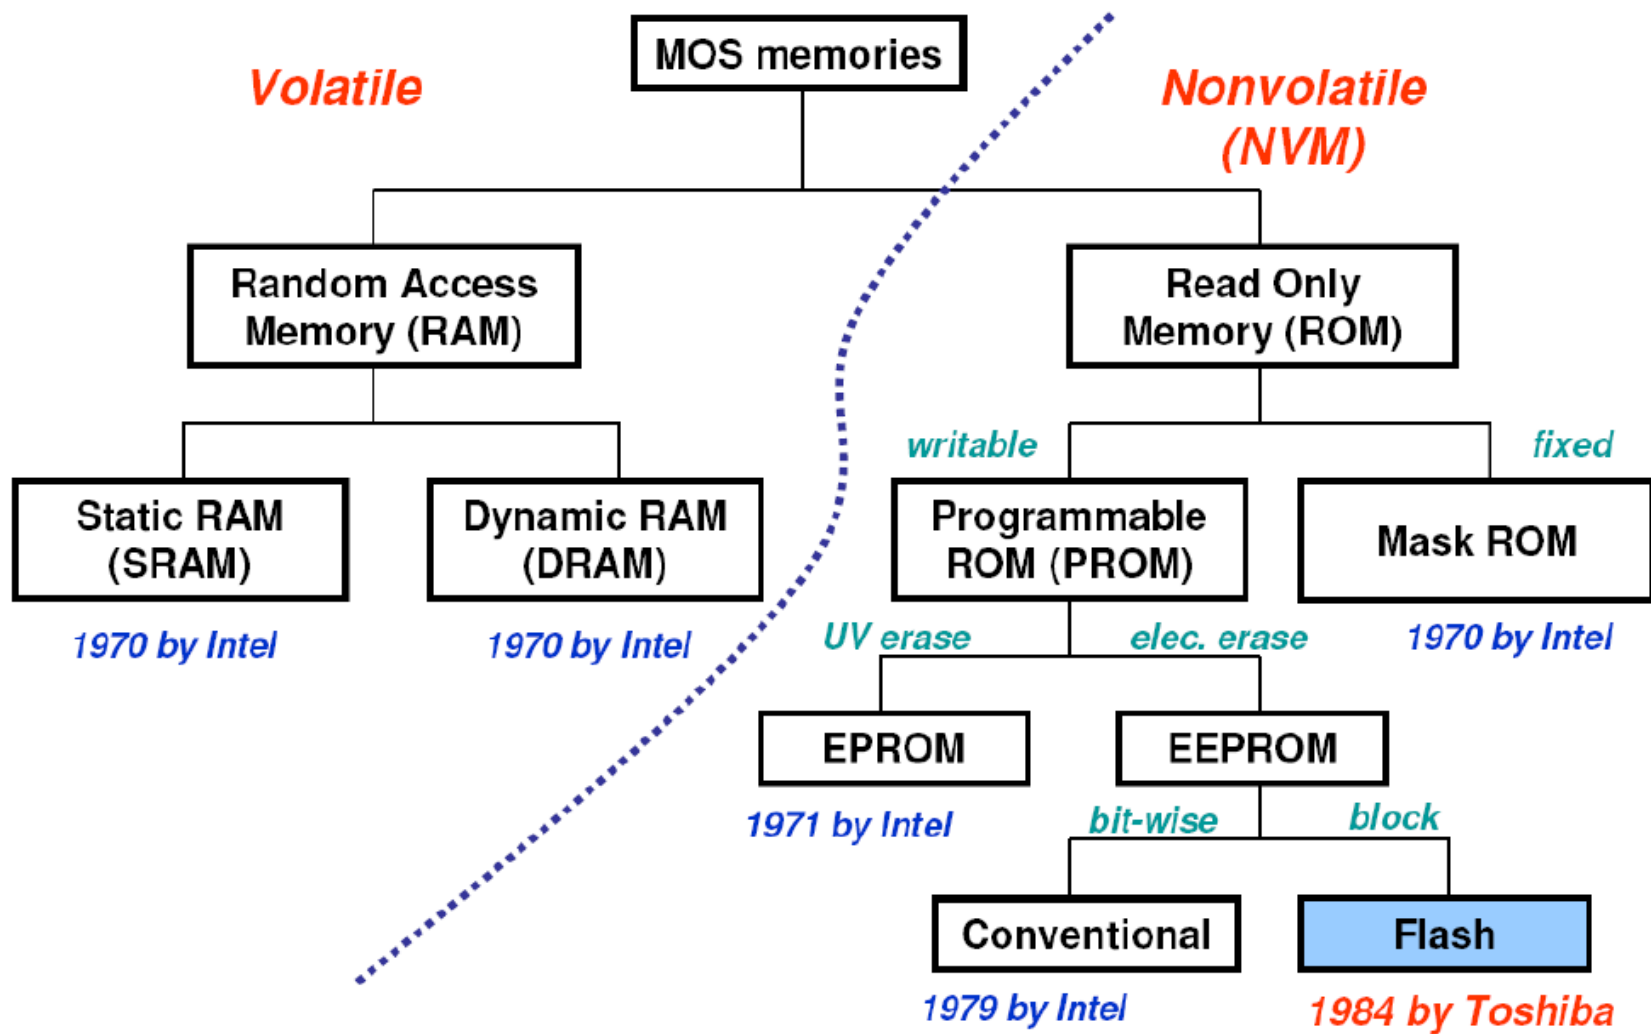 MOS memories
Volatile
Nonvolatile
(NVM)
Random Access
Memory (RAM)
Read Only
Memory (ROM)
writable
fixed
Static RAM
(SRAM)
Dynamic RAM
(DRAM)
Programmable
ROM (PROM)
Mask ROM
1970 by Intel
1970 by Intel
UV erase
elec. erase
1970 by Intel
EPROM
EEPROM
1971 by Intel
bit-wise
block
Conventional
Flash
1979 by Intel
1984 by Toshiba